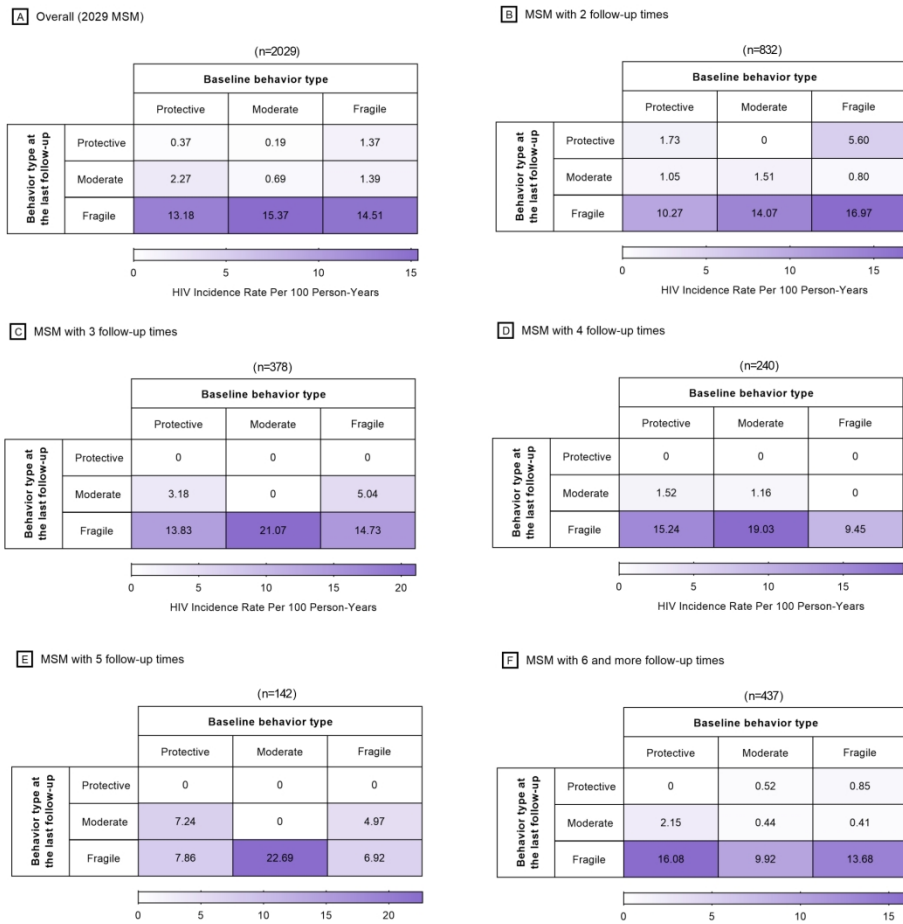 A Overall (2029 MSM)
(n=2029)
Baseline behavior type
Protective Moderate Fragile
Behavior type at
the last follow-up
Protective 0.37 0.19 1.37
Moderate 2.27 0.69 1.39
Fragile 13.18 15.37 14.51
0 5 10 15
HIV Incidence Rate Per 100 Person-Years
B MSM with 2 follow-up times
(n=832)
Baseline behavior type
Protective Moderate Fragile
Behavior type at
the last follow-up
Protective 1.73 0 5.60
Moderate 1.05 1.51 0.80
Fragile 10.27 14.07 16.97
0 5 10 15
HIV Incidence Rate Per 100 Person-Years
C MSM with 3 follow-up times
(n=378)
Baseline behavior type
Protective Moderate Fragile
Behavior type at
the last follow-up
Protective 0 0 0
Moderate 3.18 0 5.04
Fragile 13.83 21.07 14.73
0 5 10 15 20
HIV Incidence Rate Per 100 Person-Years
D MSM with 4 follow-up times
(n=240)
Baseline behavior type
Protective Moderate Fragile
Behavior type at
the last follow-up
Protective 0 0 0
Moderate 1.52 1.16 0
Fragile 15.24 19.03 9.45
0 5 10 15
HIV Incidence Rate Per 100 Person-Years
E MSM with 5 follow-up times
(n=142)
Baseline behavior type
Protective Moderate Fragile
Behavior type at
the last follow-up
Protective 0 0 0
Moderate 7.24 0 4.97
Fragile 7.86 22.69 6.92
0 5 10 15 20
F MSM with 6 and more follow-up times
(n=437)
Baseline behavior type
Protective Moderate Fragile
Behavior type at
the last follow-up
Protective 0 0.52 0.85
Moderate 2.15 0.44 0.41
Fragile 16.08 9.92 13.68
0 5 10 15